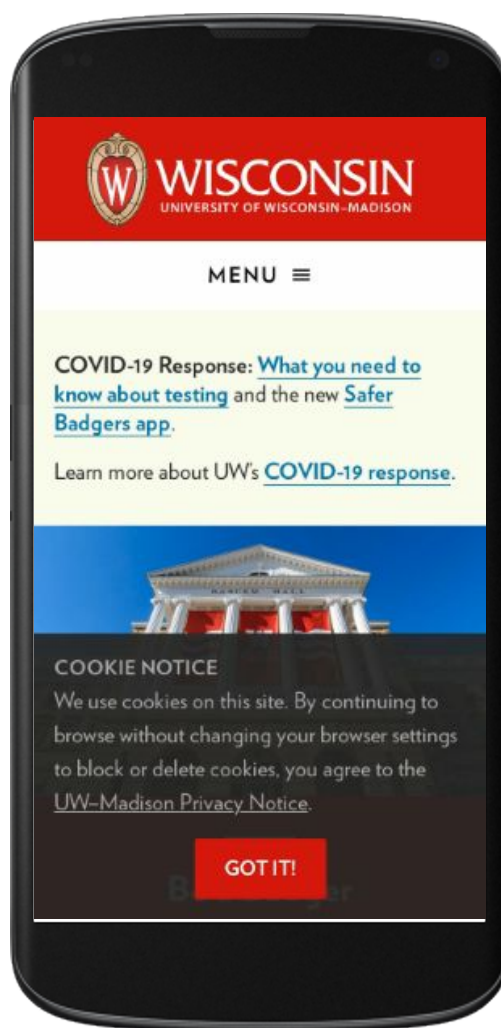 W
WISCONSIN
UNIVERSITY OF WISCONSIN–MADISON
MENU ≡
COVID-19 Response: What you need to
know about testing and the new Safer
Badgers app.
Learn more about UW's COVID-19 response.
BASCOM HALL
COOKIE NOTICE
We use cookies on this site. By continuing to
browse without changing your browser settings
to block or delete cookies, you agree to the
UW–Madison Privacy Notice.
GOT IT!